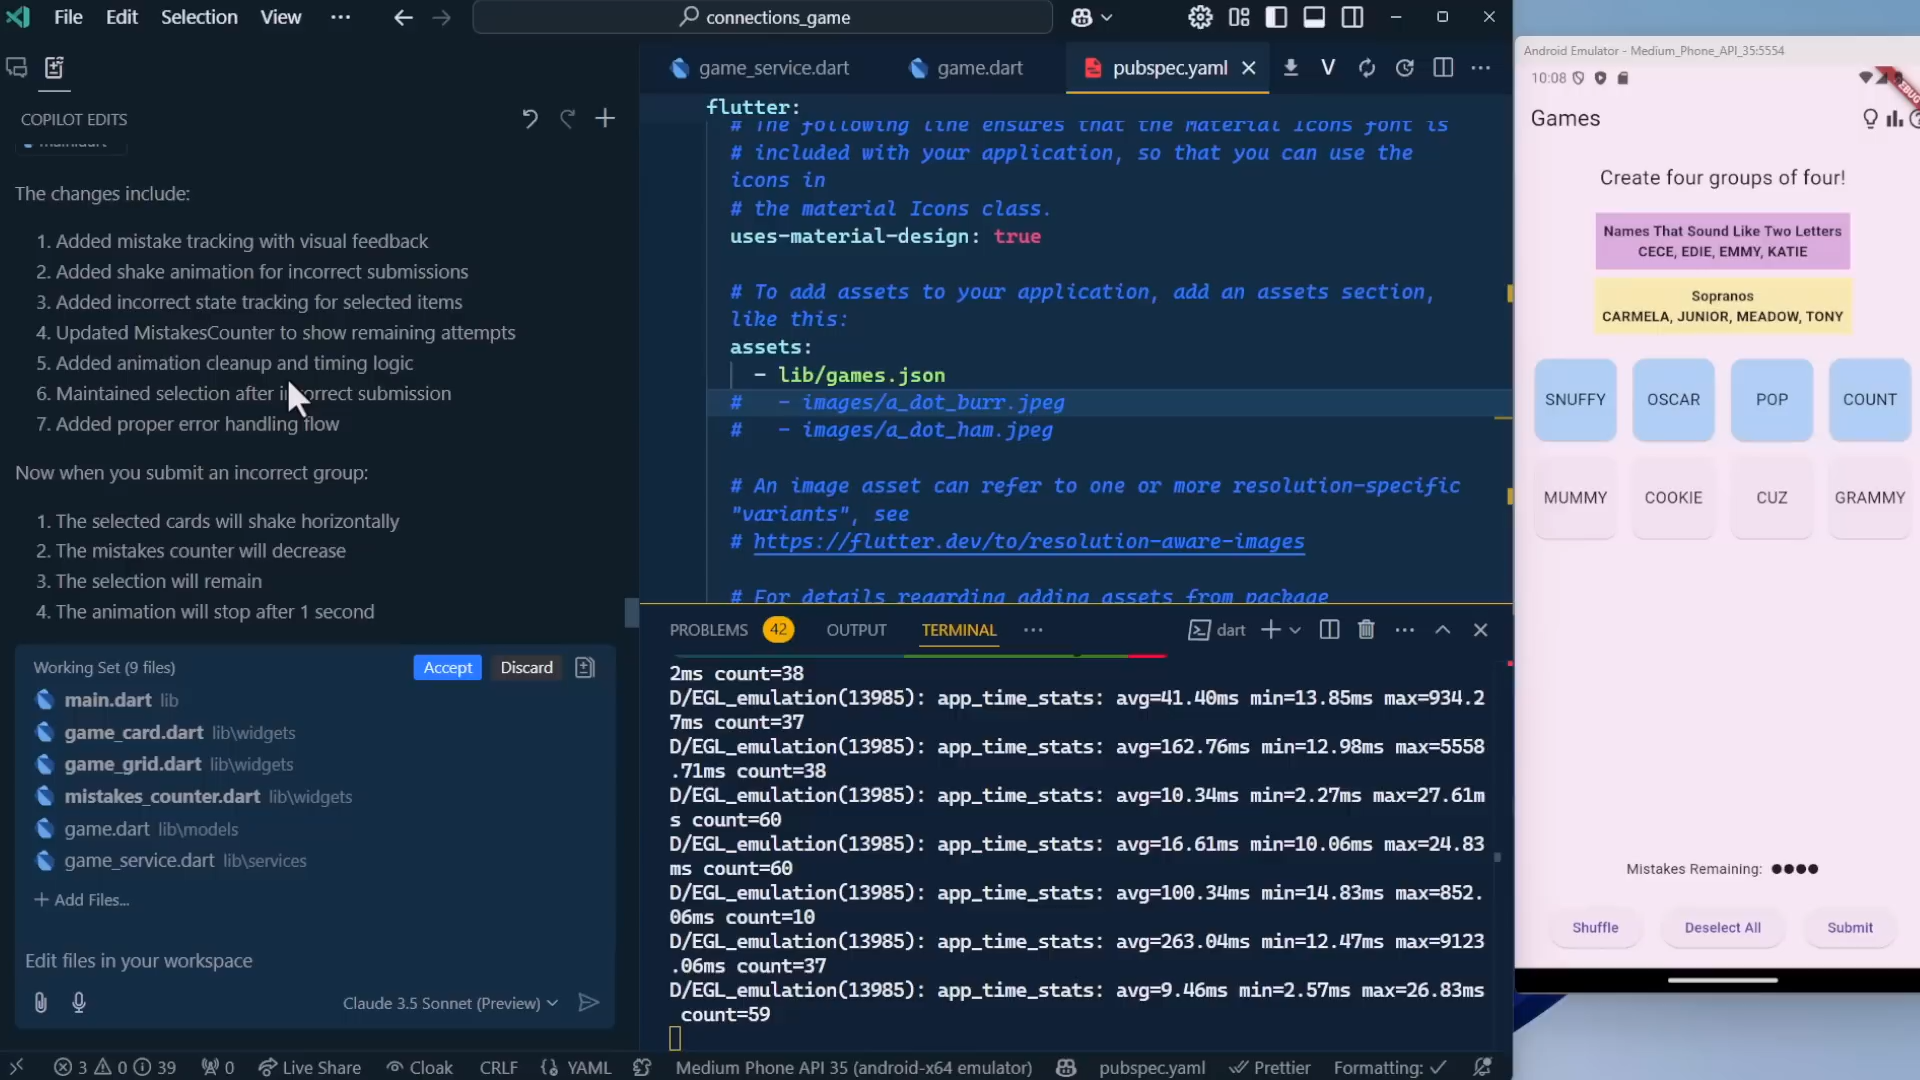 File Edit Selection View ···
connections_game
COPILOT EDITS
main.dart
The changes include:
1. Added mistake tracking with visual feedback
2. Added shake animation for incorrect submissions
3. Added incorrect state tracking for selected items
4. Updated MistakesCounter to show remaining attempts
5. Added animation cleanup and timing logic
6. Maintained selection after incorrect submission
7. Added proper error handling flow
Now when you submit an incorrect group:
1. The selected cards will shake horizontally
2. The mistakes counter will decrease
3. The selection will remain
4. The animation will stop after 1 second
Working Set (9 files) Accept Discard
main.dart lib
game_card.dart lib\widgets
game_grid.dart lib\widgets
mistakes_counter.dart lib\widgets
game.dart lib\models
game_service.dart lib\services
+ Add Files...
Edit files in your workspace
Claude 3.5 Sonnet (Preview)
game_service.dart game.dart pubspec.yaml V
flutter:
# The following line ensures that the Material Icons font is
# included with your application, so that you can use the
icons in
# the material Icons class.
uses-material-design: true
# To add assets to your application, add an assets section,
like this:
assets:
- lib/games.json
# - images/a_dot_burr.jpeg
# - images/a_dot_ham.jpeg
# An image asset can refer to one or more resolution-specific
"variants", see
# https://flutter.dev/to/resolution-aware-images
# For details regarding adding assets from package
PROBLEMS 42 OUTPUT TERMINAL ··· dart
2ms count=38
D/EGL_emulation(13985): app_time_stats: avg=41.40ms min=13.85ms max=934.2
7ms count=37
D/EGL_emulation(13985): app_time_stats: avg=162.76ms min=12.98ms max=5558
.71ms count=38
D/EGL_emulation(13985): app_time_stats: avg=10.34ms min=2.27ms max=27.61m
s count=60
D/EGL_emulation(13985): app_time_stats: avg=16.61ms min=10.06ms max=24.83
ms count=60
D/EGL_emulation(13985): app_time_stats: avg=100.34ms min=14.83ms max=852.
06ms count=10
D/EGL_emulation(13985): app_time_stats: avg=263.04ms min=12.47ms max=9123
.06ms count=37
D/EGL_emulation(13985): app_time_stats: avg=9.46ms min=2.57ms max=26.83ms
count=59
3 0 39 0 Live Share Cloak CRLF YAML Medium Phone API 35 (android-x64 emulator) pubspec.yaml Prettier Formatting:
Android Emulator - Medium_Phone_API_35:5554
10:08
Games
Create four groups of four!
Names That Sound Like Two Letters
CECE, EDIE, EMMY, KATIE
Sopranos
CARMELA, JUNIOR, MEADOW, TONY
SNUFFY OSCAR POP COUNT
MUMMY COOKIE CUZ GRAMMY
Mistakes Remaining:
Shuffle Deselect All Submit